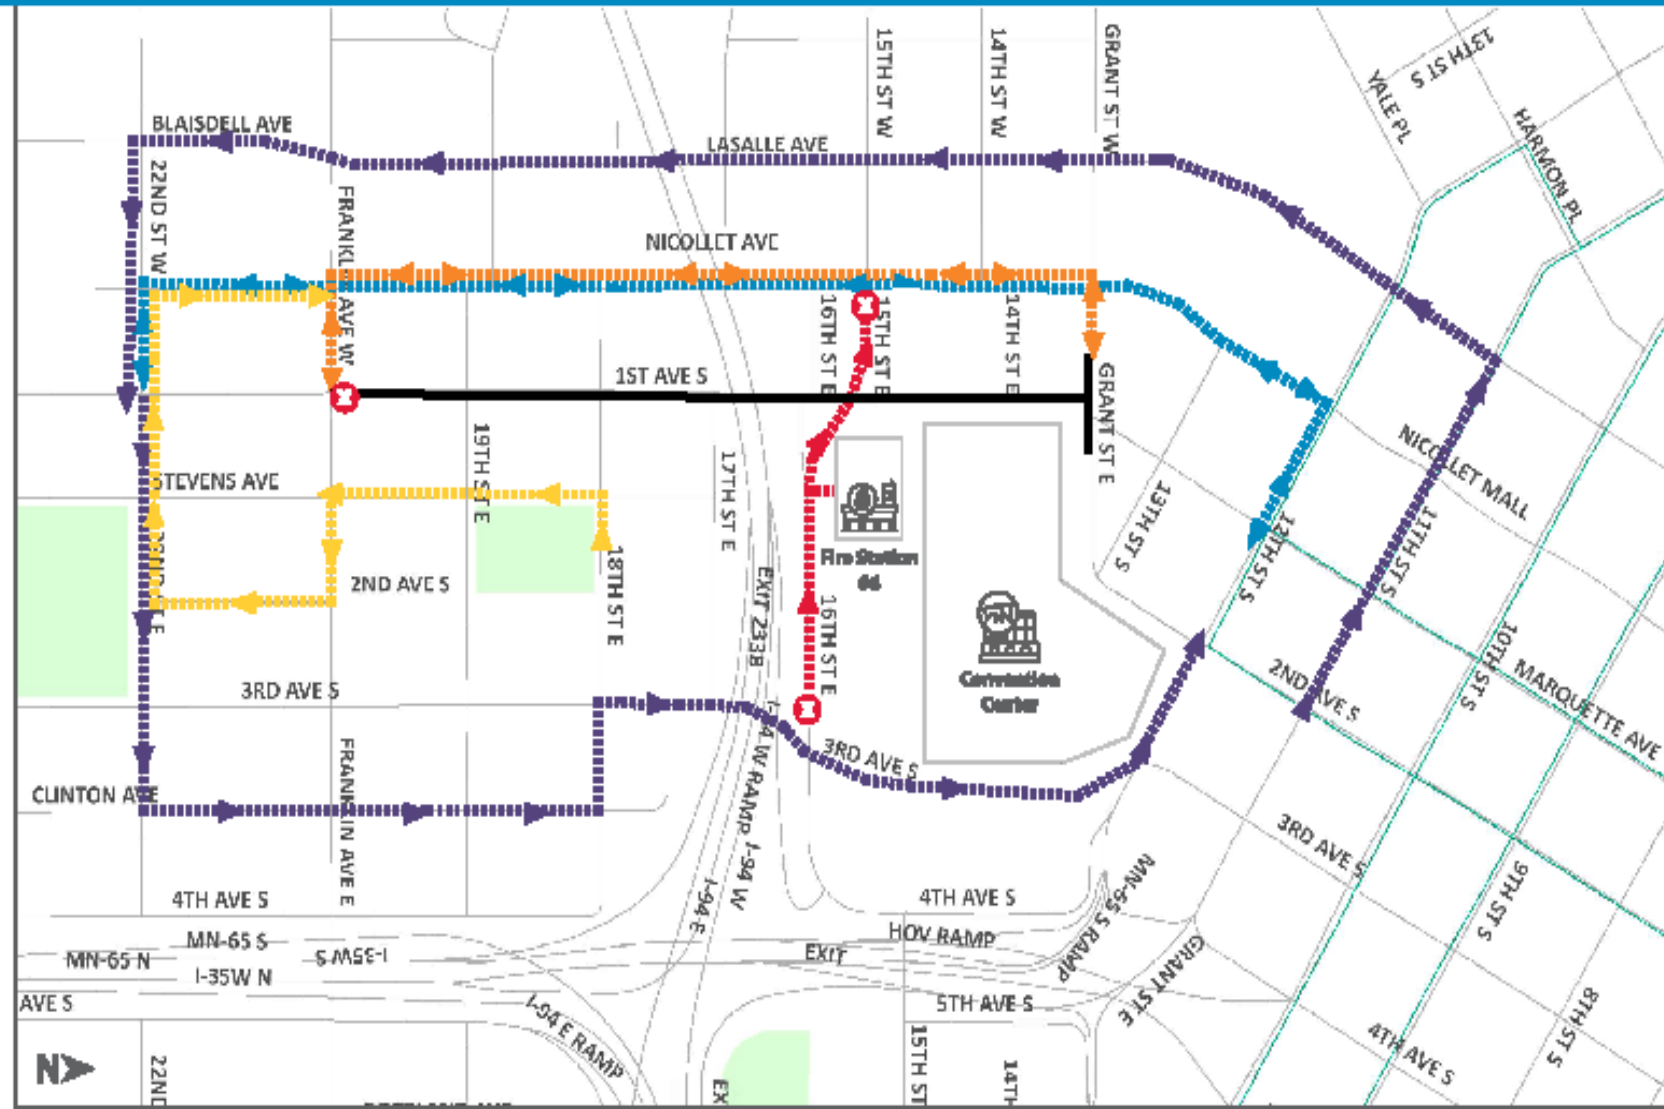 15TH ST W
14TH ST W
GRANT ST W
13TH ST S
YALE PL
HARMON PL
BLAISDELL AVE
LASALLE AVE
22ND ST W
NICOLLET AVE
16TH ST E
15TH ST E
14TH ST E
1ST AVE S
GRANT ST E
19TH ST E
STEVENS AVE
17TH ST E
13TH ST S
NICOLLET MALL
11TH ST S
12TH ST S
Fire Station
#6
2ND AVE S
18TH ST E
EXIT 233B
16TH ST E
10TH ST S
MARQUETTE AVE
2ND AVE S
Convention
Center
3RD AVE S
I-94 W RAMP
I-94 W
3RD AVE S
CLINTON AVE
FRANKLIN AVE E
3RD AVE S
9TH ST S
MN-65 S RAMP
4TH AVE S
I-94 E
4TH AVE S
MN-65 S
HOV RAMP
MN-65 N
I-35W S
EXIT
I-35W N
GRANT ST E
AVE S
5TH AVE S
I-94 E RAMP
8TH ST S
4TH AVE S
N
22ND
EX
15TH ST
14TH